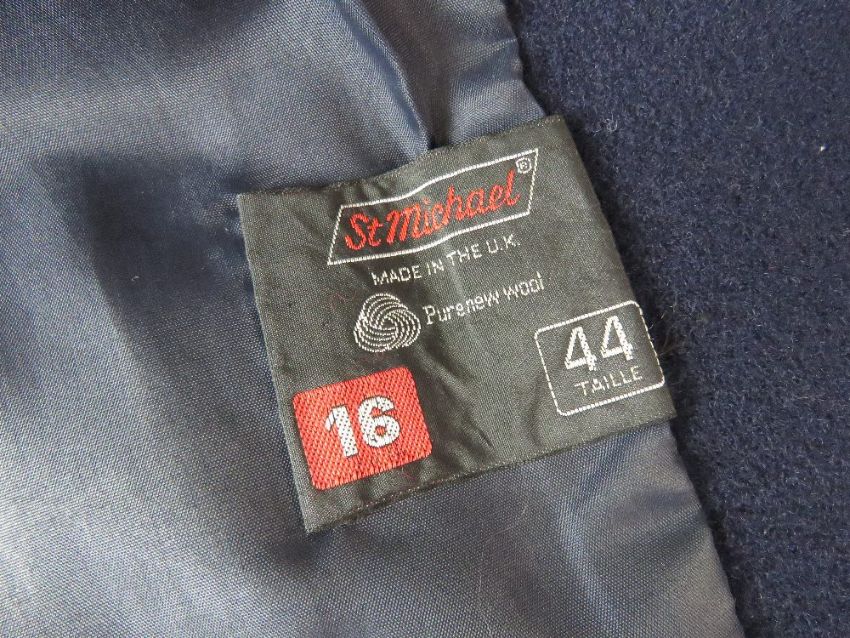 St Michael®
MADE IN THE U.K.
Pure new wool
44
TAILLE
16